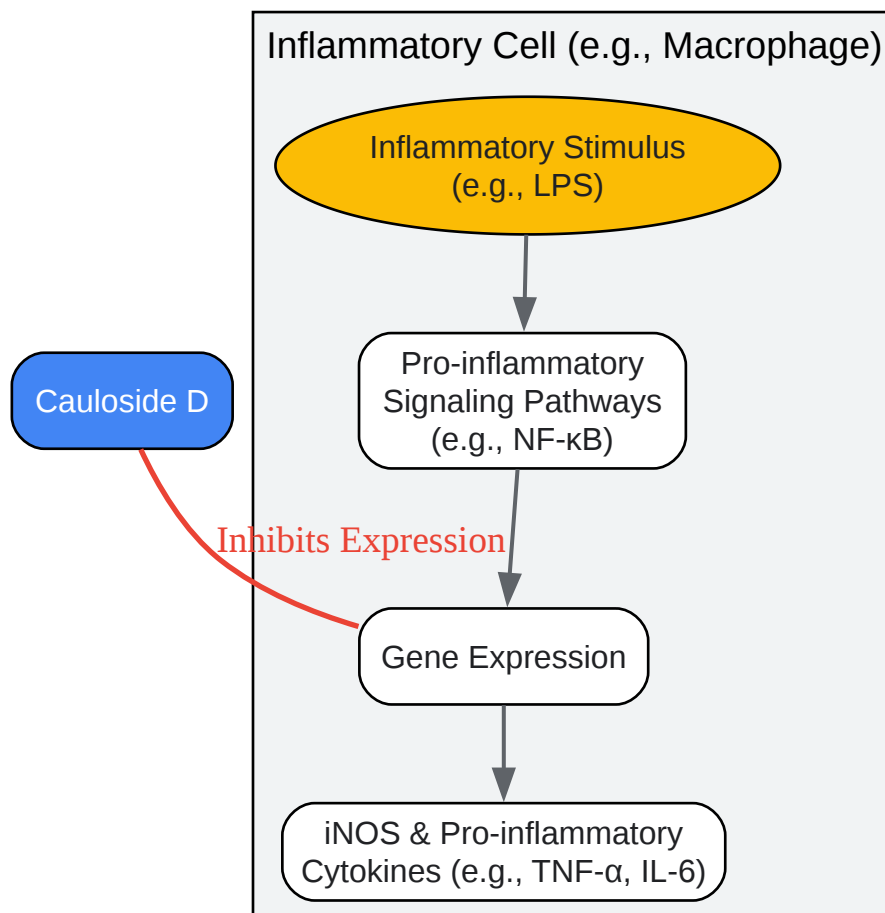 Inflammatory Cell (e.g., Macrophage)
Inflammatory Stimulus
(e.g., LPS)
Pro-inflammatory
Signaling Pathways
(e.g., NF-κB)
Cauloside D
Inhibits Expression
Gene Expression
iNOS & Pro-inflammatory
Cytokines (e.g., TNF-α, IL-6)